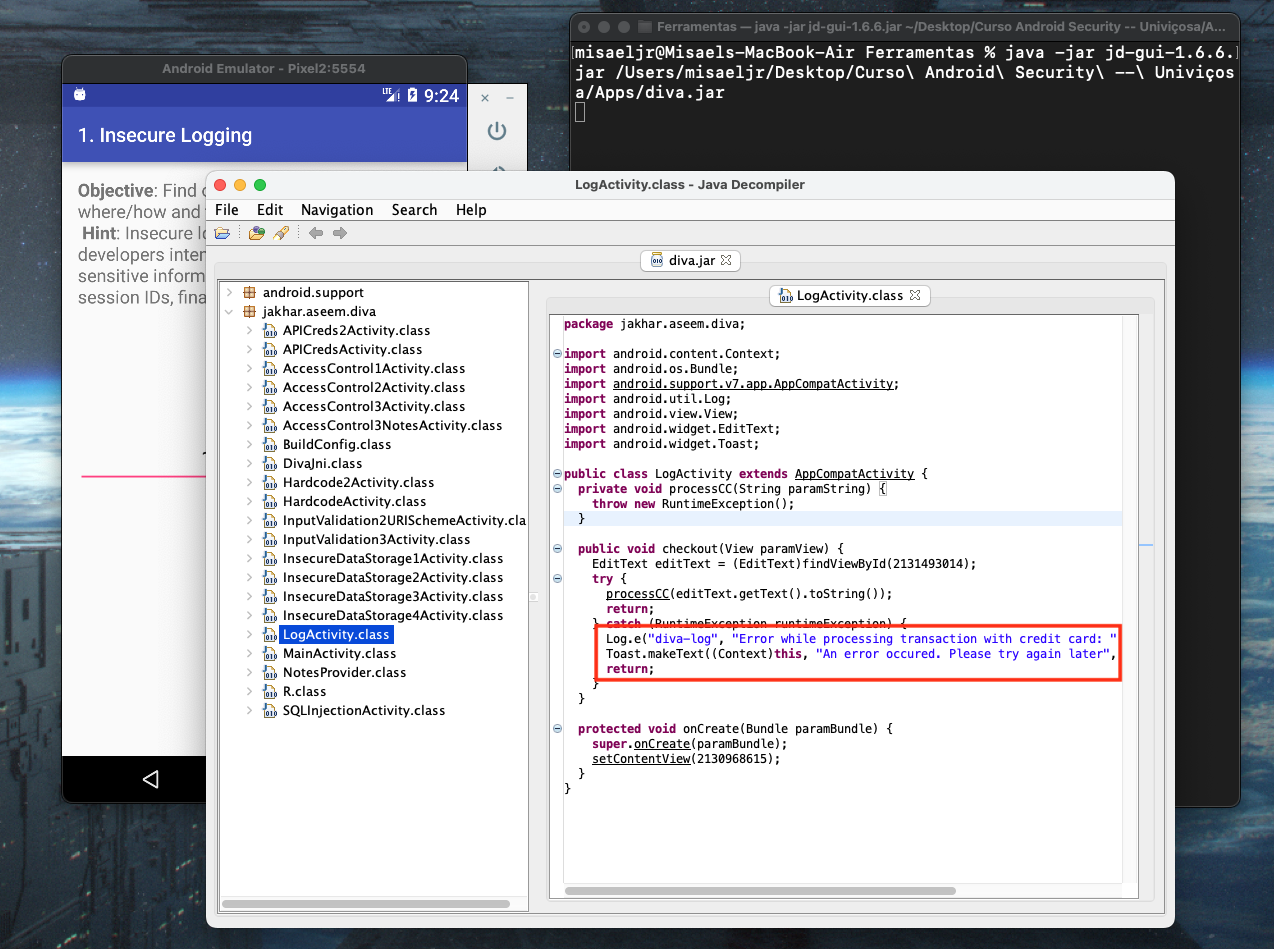 Ferramentas — java -jar jd-gui-1.6.6.jar ~/Desktop/Curso Android Security -- Univiçosa/A...
misaeljr@Misaels-MacBook-Air Ferramentas % java -jar jd-gui-1.6.6.
jar /Users/misaeljr/Desktop/Curso\ Android\ Security\ --\ Univiços
a/Apps/diva.jar
Android Emulator - Pixel2:5554
LTE 9:24
1. Insecure Logging
Objective: Find
where/how and
Hint: Insecure
developers
sensitive
session IDs,
LogActivity.class - Java Decompiler
File Edit Navigation Search Help
diva.jar
android.support
jakhar.aseem.diva
APICreds2Activity.class
APICredsActivity.class
AccessControl1Activity.class
AccessControl2Activity.class
AccessControl3Activity.class
AccessControl3NotesActivity.class
BuildConfig.class
DivaJni.class
Hardcode2Activity.class
HardcodeActivity.class
InputValidation2URISchemeActivity.cla
InputValidation3Activity.class
InsecureDataStorage1Activity.class
InsecureDataStorage2Activity.class
InsecureDataStorage3Activity.class
InsecureDataStorage4Activity.class
LogActivity.class
MainActivity.class
NotesProvider.class
R.class
SQLInjectionActivity.class
LogActivity.class
package jakhar.aseem.diva;
import android.content.Context;
import android.os.Bundle;
import android.support.v7.app.AppCompatActivity;
import android.util.Log;
import android.view.View;
import android.widget.EditText;
import android.widget.Toast;
public class LogActivity extends AppCompatActivity {
private void processCC(String paramString) {
throw new RuntimeException();
}
public void checkout(View paramView) {
EditText editText = (EditText)findViewById(2131493014);
try {
processCC(editText.getText().toString());
return;
} catch (RuntimeException runtimeException) {
Log.e("diva-log", "Error while processing transaction with credit card: "
Toast.makeText((Context)this, "An error occured. Please try again later",
return;
}
}
protected void onCreate(Bundle paramBundle) {
super.onCreate(paramBundle);
setContentView(2130968615);
}
}